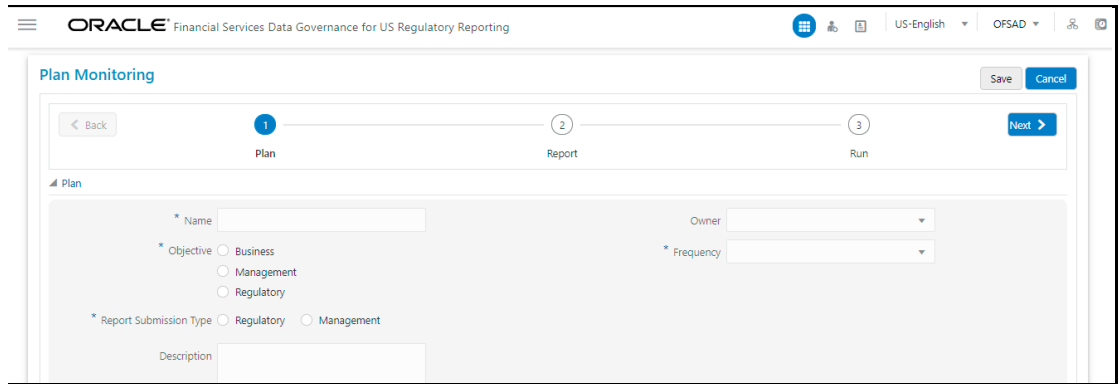 ORACLE® Financial Services Data Governance for US Regulatory Reporting US-English OFSAD
Plan Monitoring Save Cancel
Back 1 2 3 Next
Plan Report Run
Plan
* Name Owner
* Objective Business * Frequency
Management
Regulatory
* Report Submission Type Regulatory Management
Description